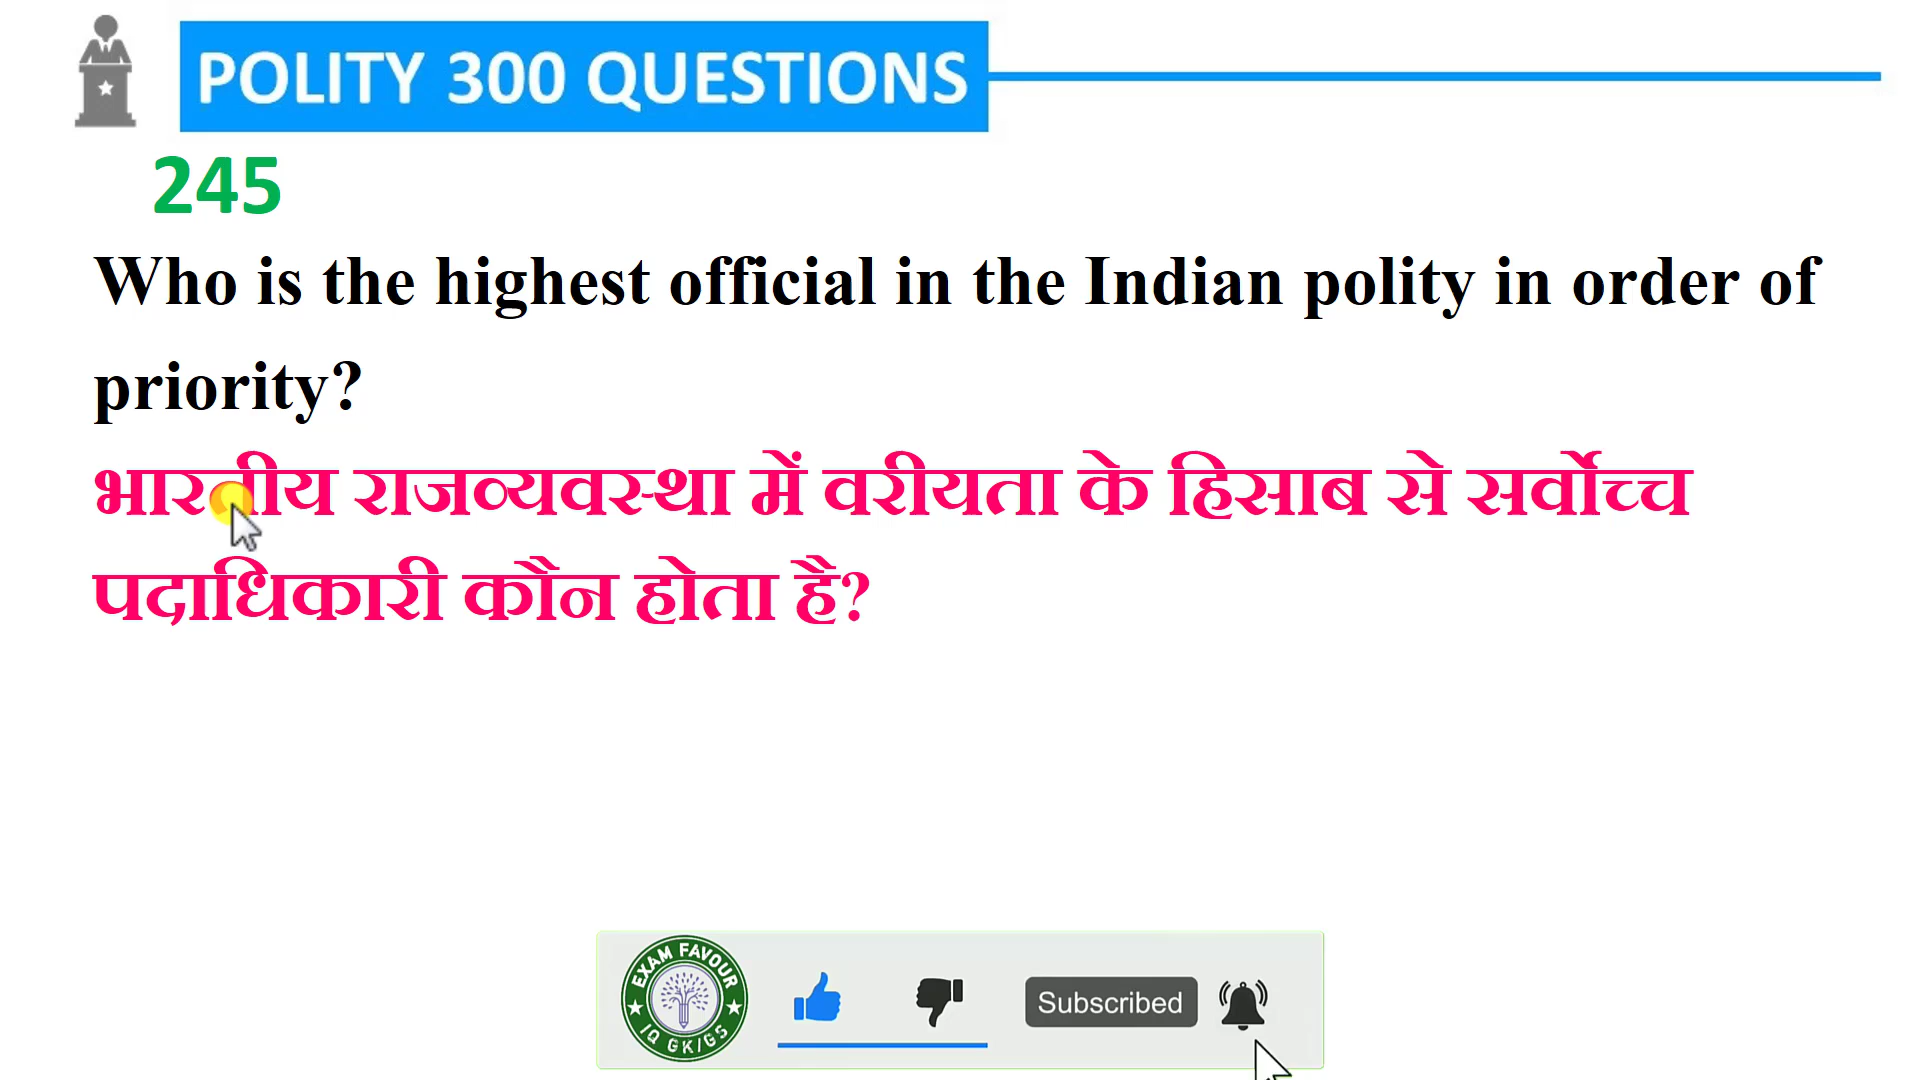 POLITY 300 QUESTIONS
245
Who is the highest official in the Indian polity in order of
priority?
भारतीय राजव्यवस्था में वरीयता के हिसाब से सर्वोच्च
पदाधिकारी कौन होता है?
EXAM FAVOUR
IQ GK/GS
Subscribed